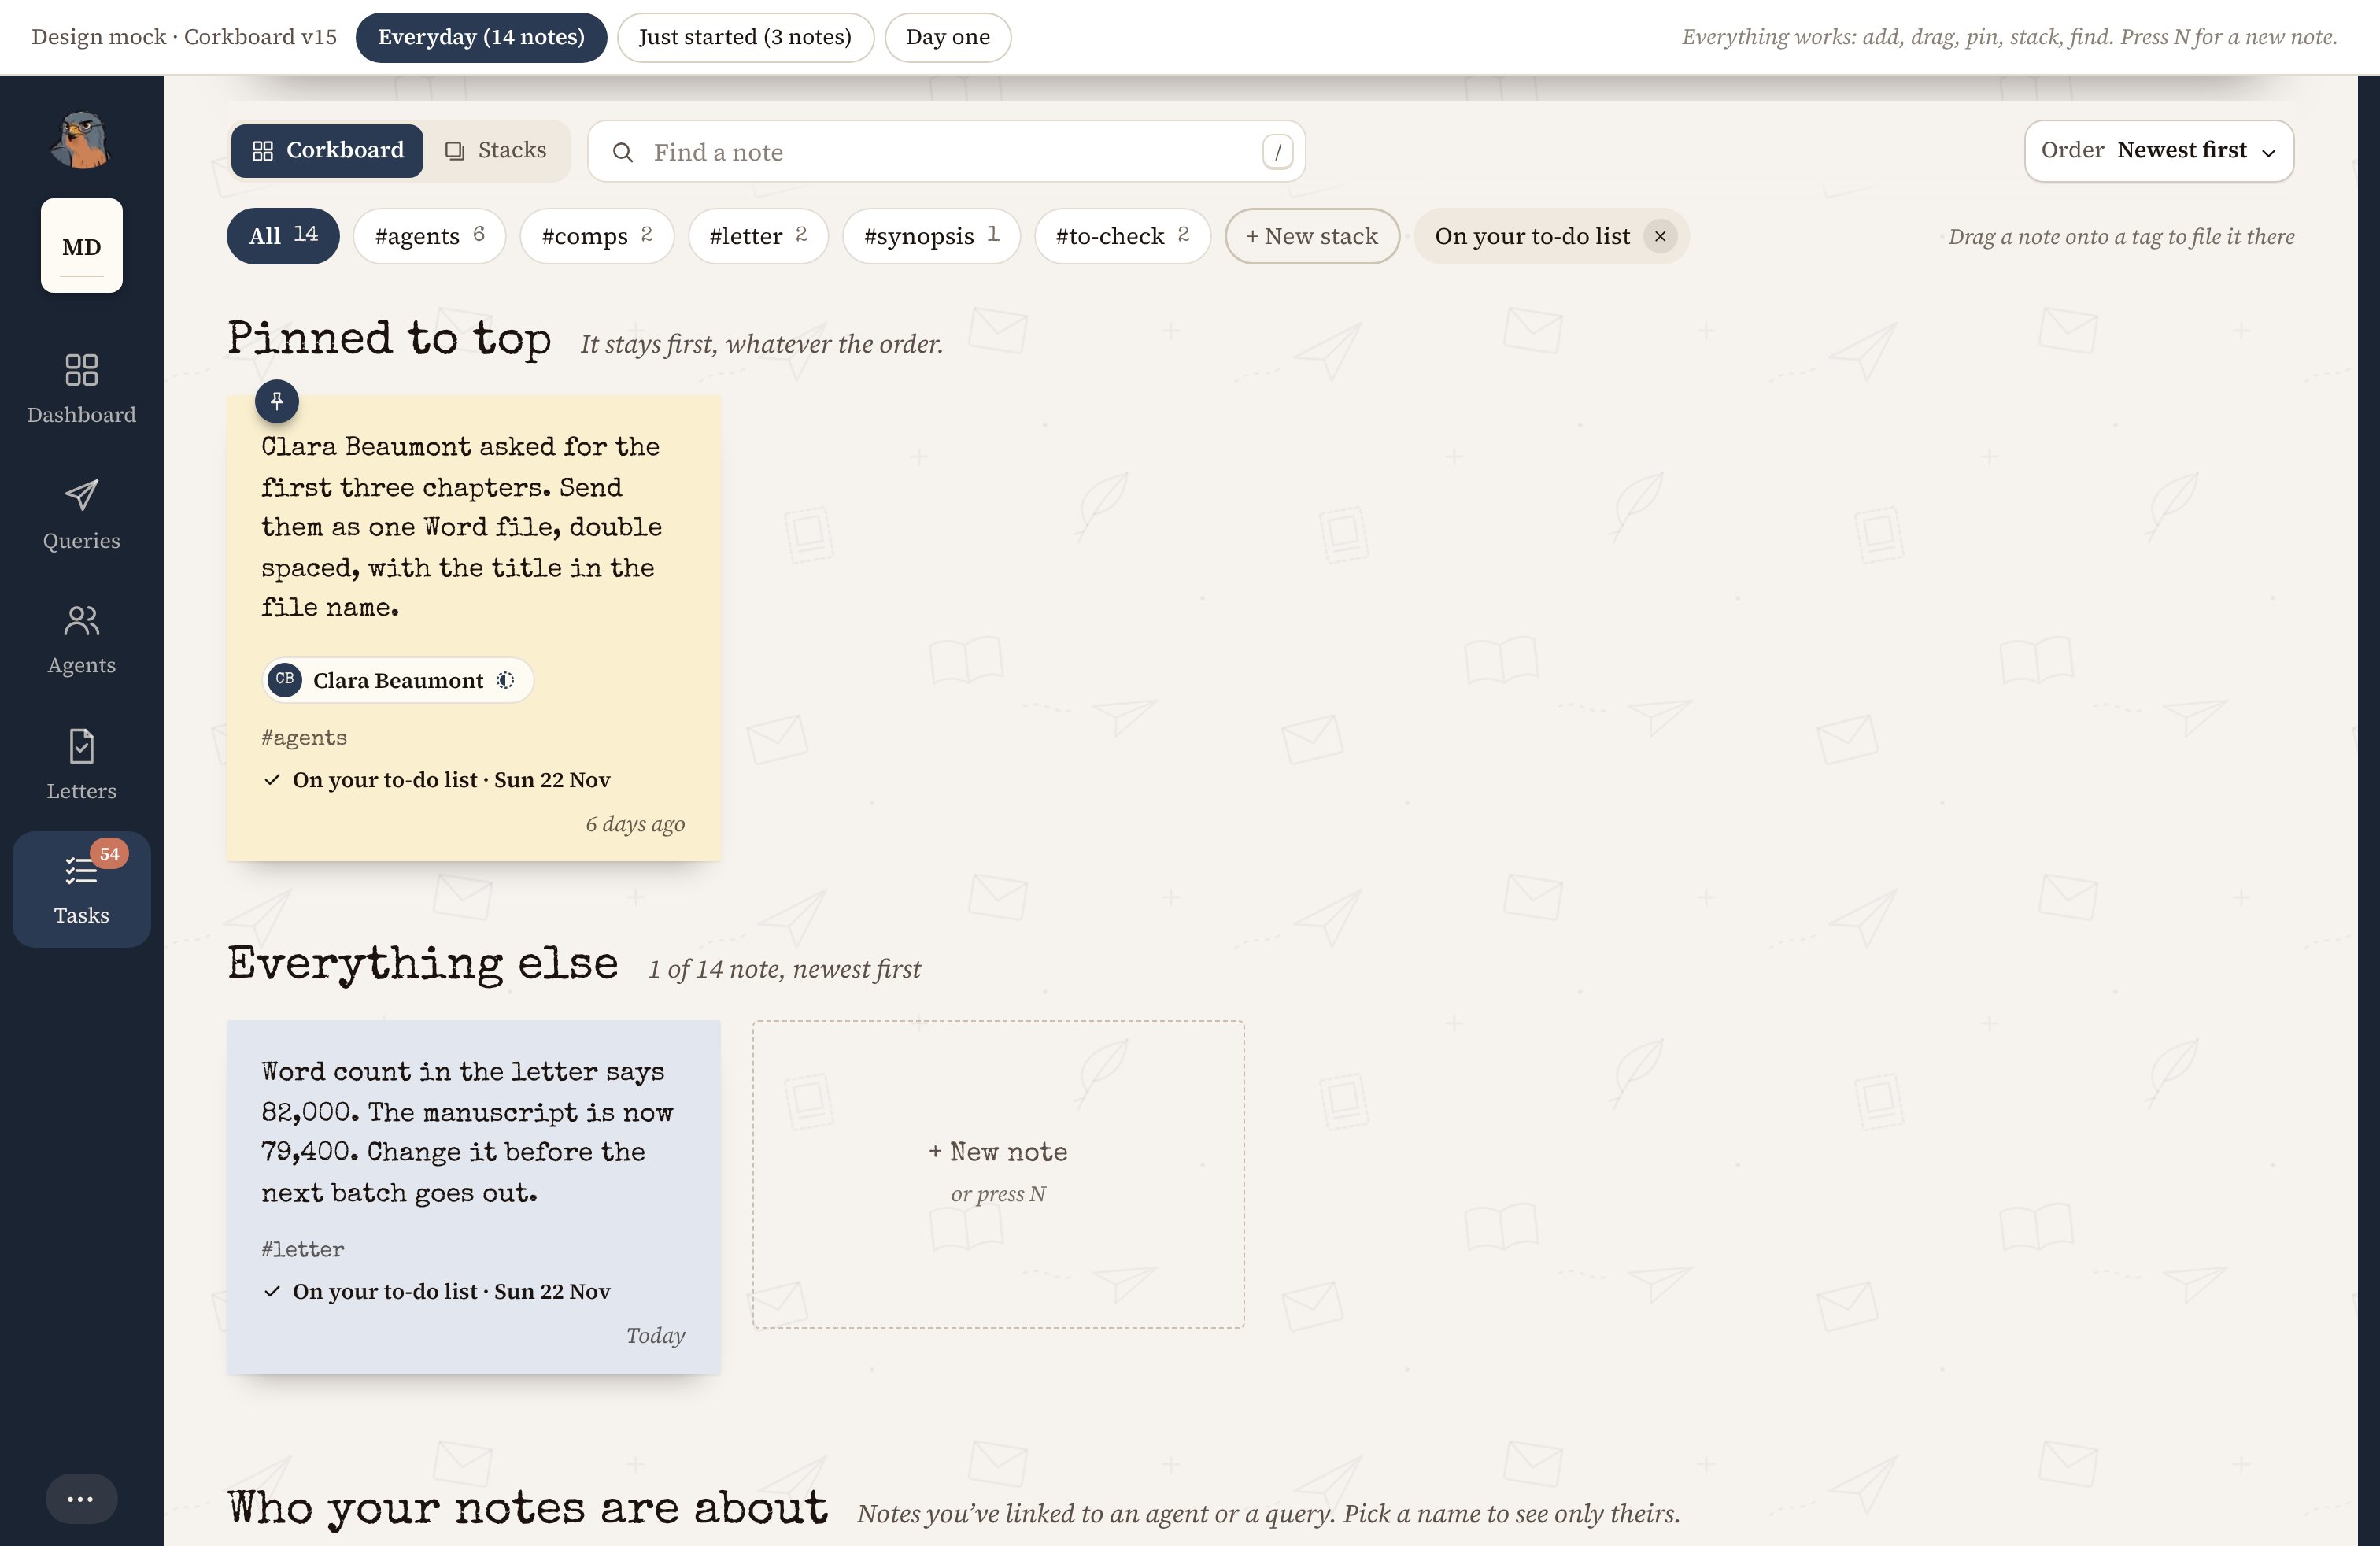 Design mock · Corkboard v15
Everyday (14 notes)
Just started (3 notes)
Day one
Everything works: add, drag, pin, stack, find. Press N for a new note.
MD
Dashboard
Queries
Agents
Letters
54
Tasks
Corkboard
Stacks
Find a note
/
Order Newest first
All 14
#agents 6
#comps 2
#letter 2
#synopsis 1
#to-check 2
+ New stack
On your to-do list ×
Drag a note onto a tag to file it there
Pinned to top
It stays first, whatever the order.
Clara Beaumont asked for the
first three chapters. Send
them as one Word file, double
spaced, with the title in the
file name.
CB Clara Beaumont
#agents
On your to-do list · Sun 22 Nov
6 days ago
Everything else
1 of 14 note, newest first
Word count in the letter says
82,000. The manuscript is now
79,400. Change it before the
next batch goes out.
#letter
On your to-do list · Sun 22 Nov
Today
+ New note
or press N
Who your notes are about
Notes you’ve linked to an agent or a query. Pick a name to see only theirs.